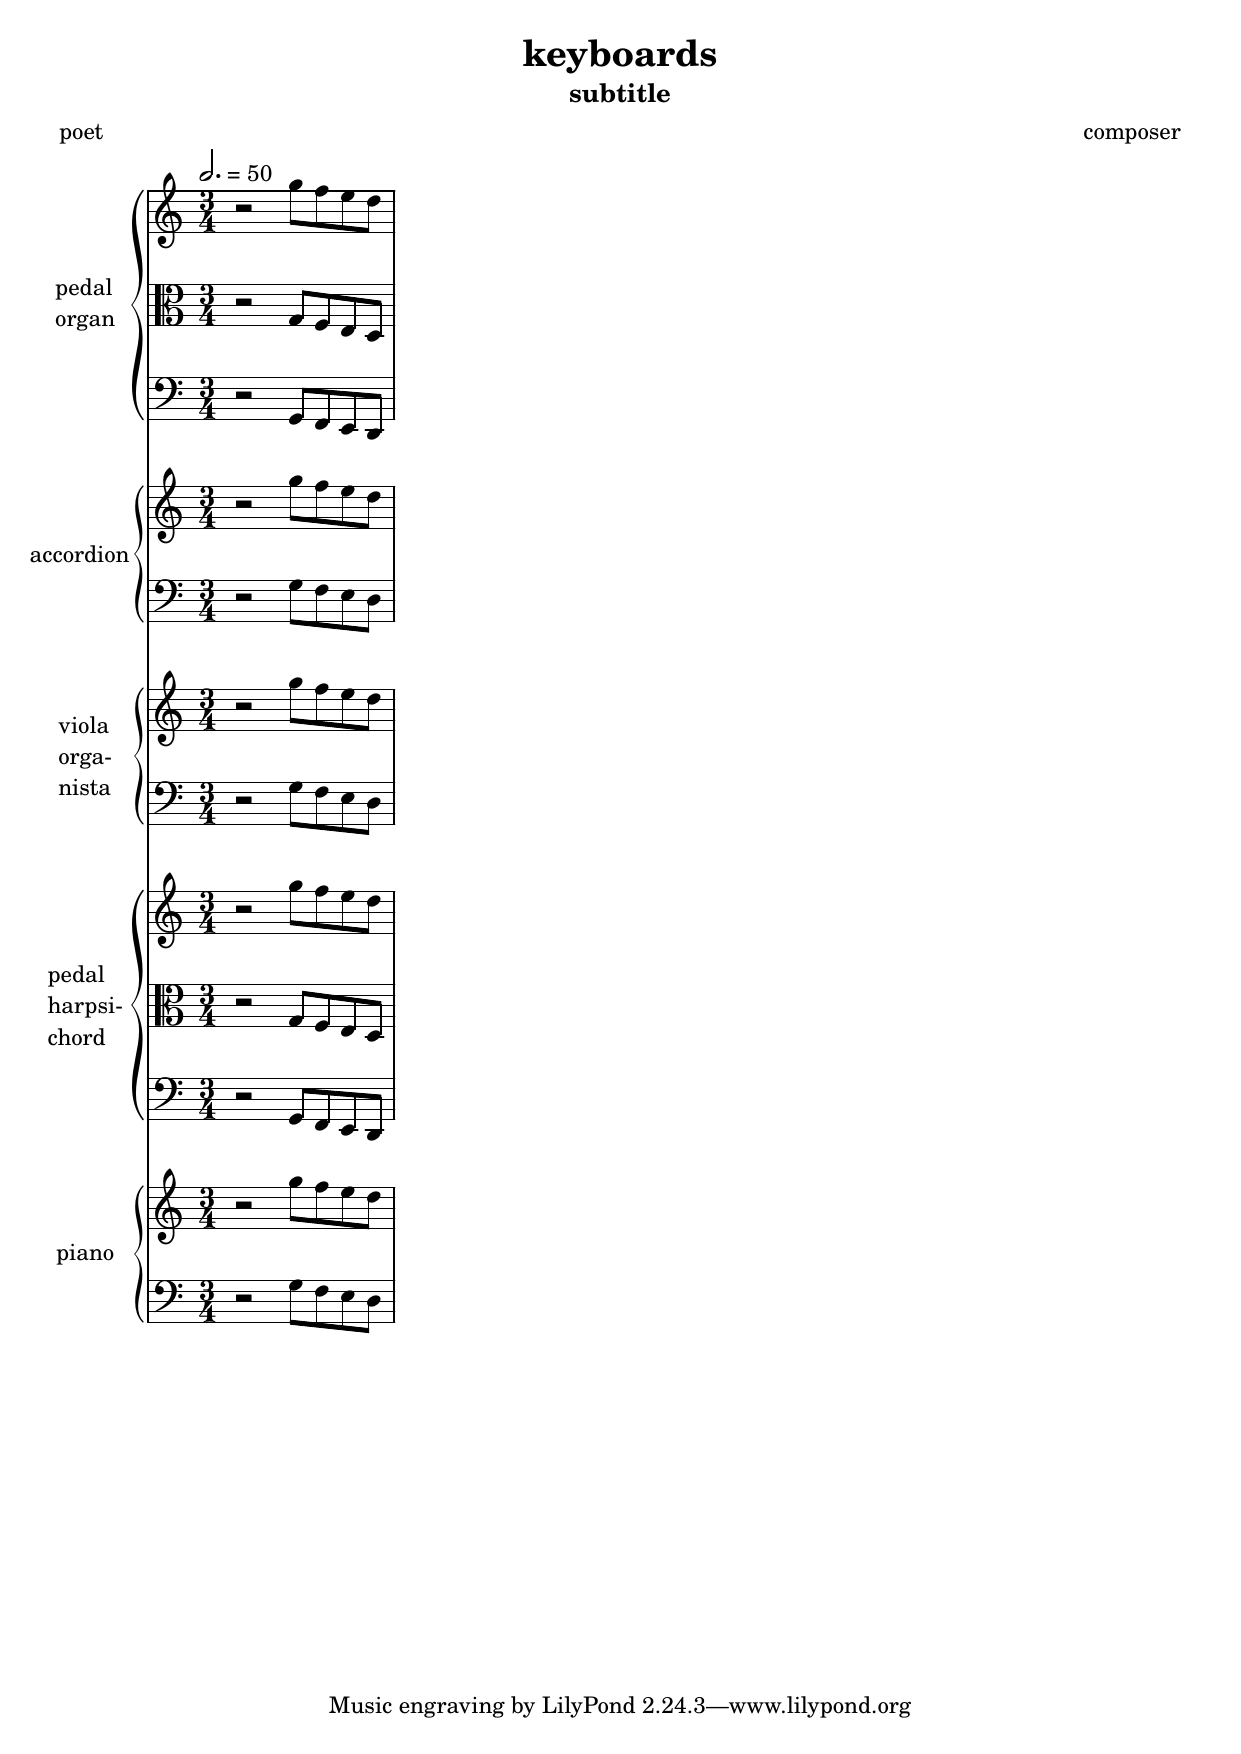 keyboards
subtitle
poet
composer
= 50
pedal
organ
accordion
viola
orga-
nista
pedal
harpsi-
chord
piano
Music engraving by LilyPond 2.24.3—www.lilypond.org